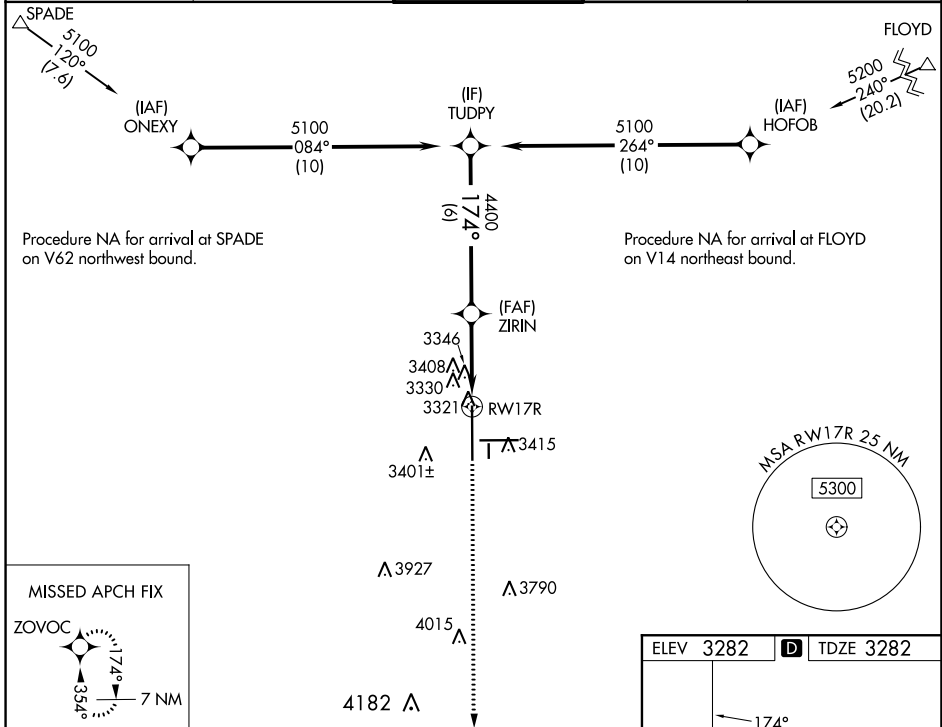 SPADE
5100
120°
(7.6)
(IAF)
ONEXY
5100
084°
(10)
(IF)
TUDPY
5100
264°
(10)
(IAF)
HOFOB
FLOYD
5200
240°
(20.2)
4400
174°
(6)
Procedure NA for arrival at SPADE
on V62 northwest bound.
Procedure NA for arrival at FLOYD
on V14 northeast bound.
(FAF)
ZIRIN
3346
3408
3330
3321
RW17R
3415
3401±
MSA RW17R 25 NM
5300
3927
3790
4015
4182
MISSED APCH FIX
ZOVOC
174°
354°
7 NM
ELEV 3282 D TDZE 3282
174°